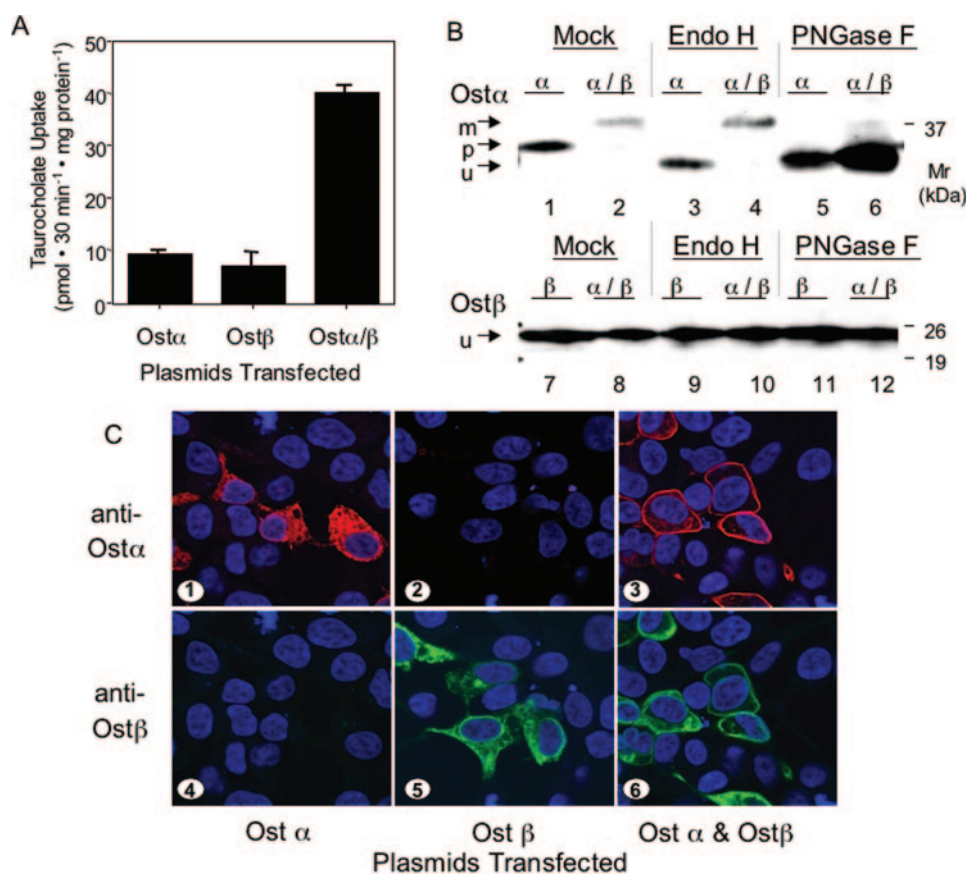 A
Taurocholate Uptake
(pmol • 30 min⁻¹ • mg protein⁻¹)
50
40
30
20
10
0
Ostα
Ostβ
Ostα/β
Plasmids Transfected
B
Mock
Endo H
PNGase F
Ostα
α
α / β
α
α / β
α
α / β
m
p
u
37
Mr
(kDa)
1
2
3
4
5
6
Mock
Endo H
PNGase F
Ostβ
β
α / β
β
α / β
β
α / β
u
26
19
7
8
9
10
11
12
C
anti-
Ostα
1
2
3
anti-
Ostβ
4
5
6
Ost α
Ost β
Ost α & Ostβ
Plasmids Transfected